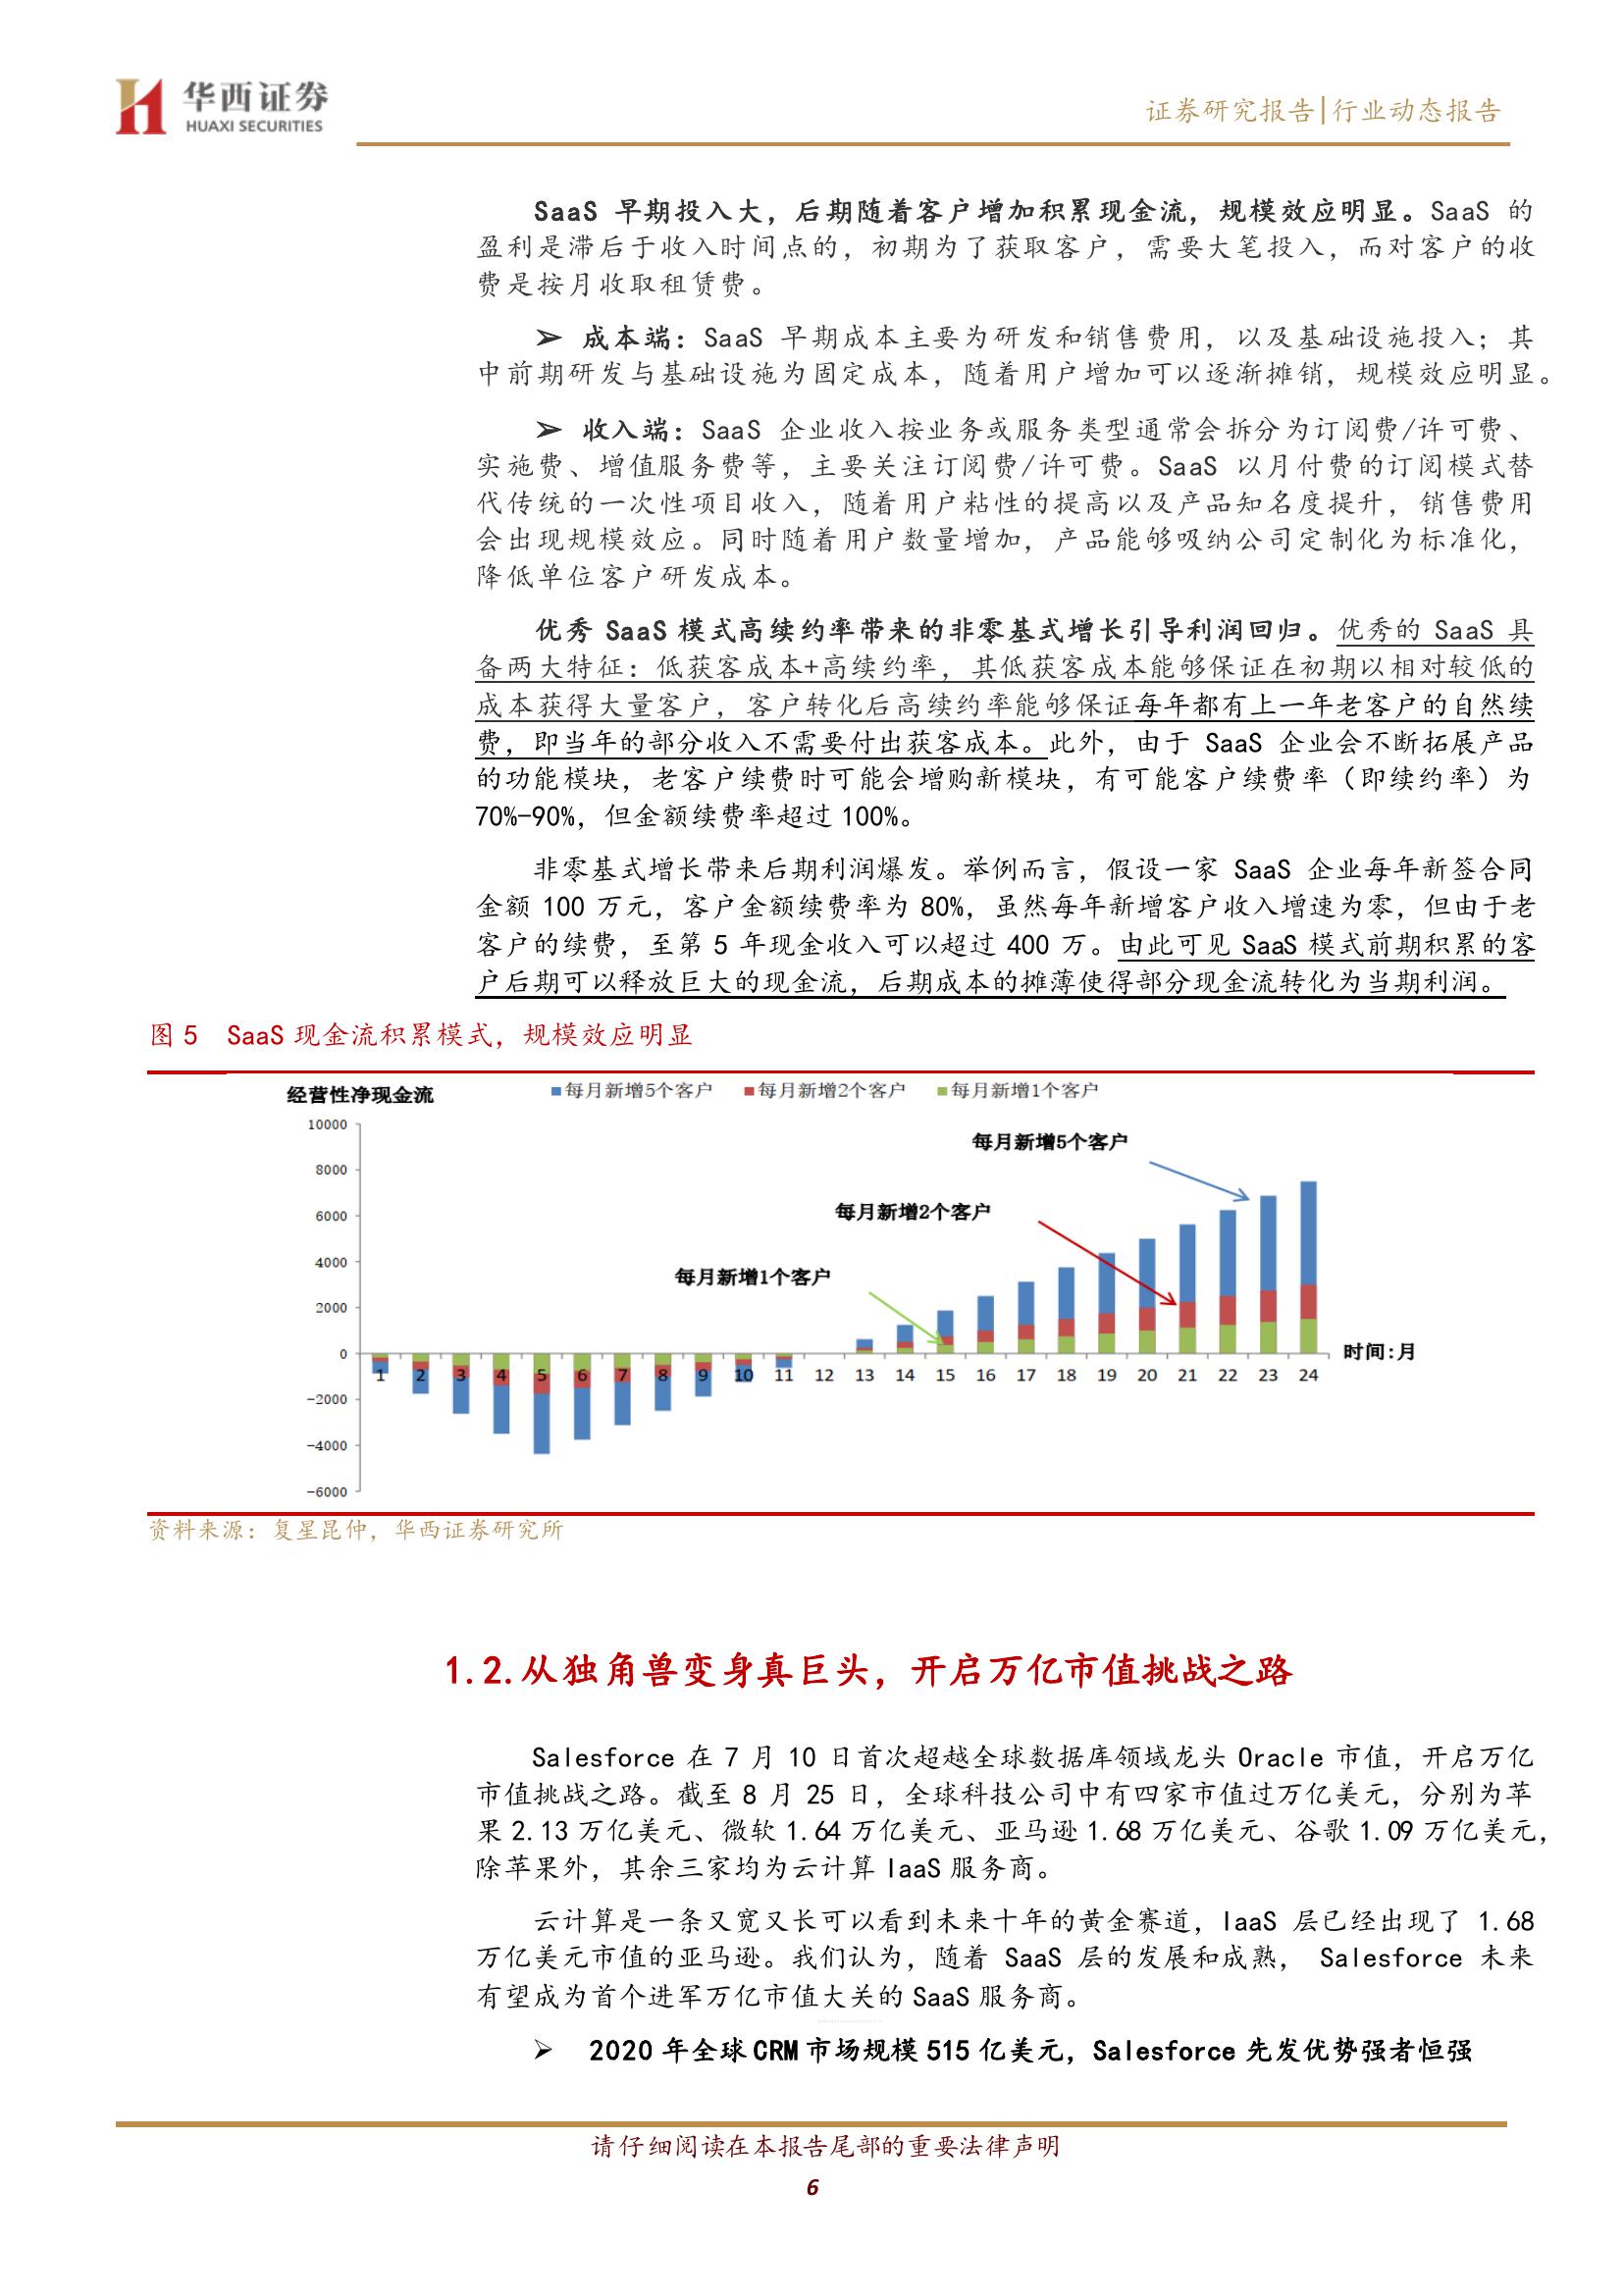 华西证券
HUAXI SECURITIES
证券研究报告|行业动态报告
SaaS 早期投入大，后期随着客户增加积累现金流，规模效应明显。SaaS 的
盈利是滞后于收入时间点的，初期为了获取客户，需要大笔投入，而对客户的收
费是按月收取租赁费。
➢ 成本端：SaaS 早期成本主要为研发和销售费用，以及基础设施投入；其
中前期研发与基础设施为固定成本，随着用户增加可以逐渐摊销，规模效应明显。
➢ 收入端：SaaS 企业收入按业务或服务类型通常会拆分为订阅费/许可费、
实施费、增值服务费等，主要关注订阅费/许可费。SaaS 以月付费的订阅模式替
代传统的一次性项目收入，随着用户粘性的提高以及产品知名度提升，销售费用
会出现规模效应。同时随着用户数量增加，产品能够吸纳公司定制化为标准化，
降低单位客户研发成本。
优秀 SaaS 模式高续约率带来的非零基式增长引导利润回归。优秀的 SaaS 具
备两大特征：低获客成本+高续约率，其低获客成本能够保证在初期以相对较低的
成本获得大量客户，客户转化后高续约率能够保证每年都有上一年老客户的自然续
费，即当年的部分收入不需要付出获客成本。此外，由于 SaaS 企业会不断拓展产品
的功能模块，老客户续费时可能会增购新模块，有可能客户续费率（即续约率）为
70%-90%，但金额续费率超过 100%。
非零基式增长带来后期利润爆发。举例而言，假设一家 SaaS 企业每年新签合同
金额 100 万元，客户金额续费率为 80%，虽然每年新增客户收入增速为零，但由于老
客户的续费，至第 5 年现金收入可以超过 400 万。由此可见 SaaS 模式前期积累的客
户后期可以释放巨大的现金流，后期成本的摊薄使得部分现金流转化为当期利润。
图 5 SaaS 现金流积累模式，规模效应明显
经营性净现金流
每月新增5个客户 每月新增2个客户 每月新增1个客户
10000
8000
6000
4000
2000
0
-2000
-4000
-6000
每月新增5个客户
每月新增2个客户
每月新增1个客户
时间:月
1 2 3 4 5 6 7 8 9 10 11 12 13 14 15 16 17 18 19 20 21 22 23 24
资料来源：复星昆仲，华西证券研究所
1.2.从独角兽变身真巨头，开启万亿市值挑战之路
Salesforce 在 7 月 10 日首次超越全球数据库领域龙头 Oracle 市值，开启万亿
市值挑战之路。截至 8 月 25 日，全球科技公司中有四家市值过万亿美元，分别为苹
果 2.13 万亿美元、微软 1.64 万亿美元、亚马逊 1.68 万亿美元、谷歌 1.09 万亿美元，
除苹果外，其余三家均为云计算 IaaS 服务商。
云计算是一条又宽又长可以看到未来十年的黄金赛道，IaaS 层已经出现了 1.68
万亿美元市值的亚马逊。我们认为，随着 SaaS 层的发展和成熟， Salesforce 未来
有望成为首个进军万亿市值大关的 SaaS 服务商。
➢ 2020 年全球 CRM 市场规模 515 亿美元，Salesforce 先发优势强者恒强
请仔细阅读在本报告尾部的重要法律声明
6